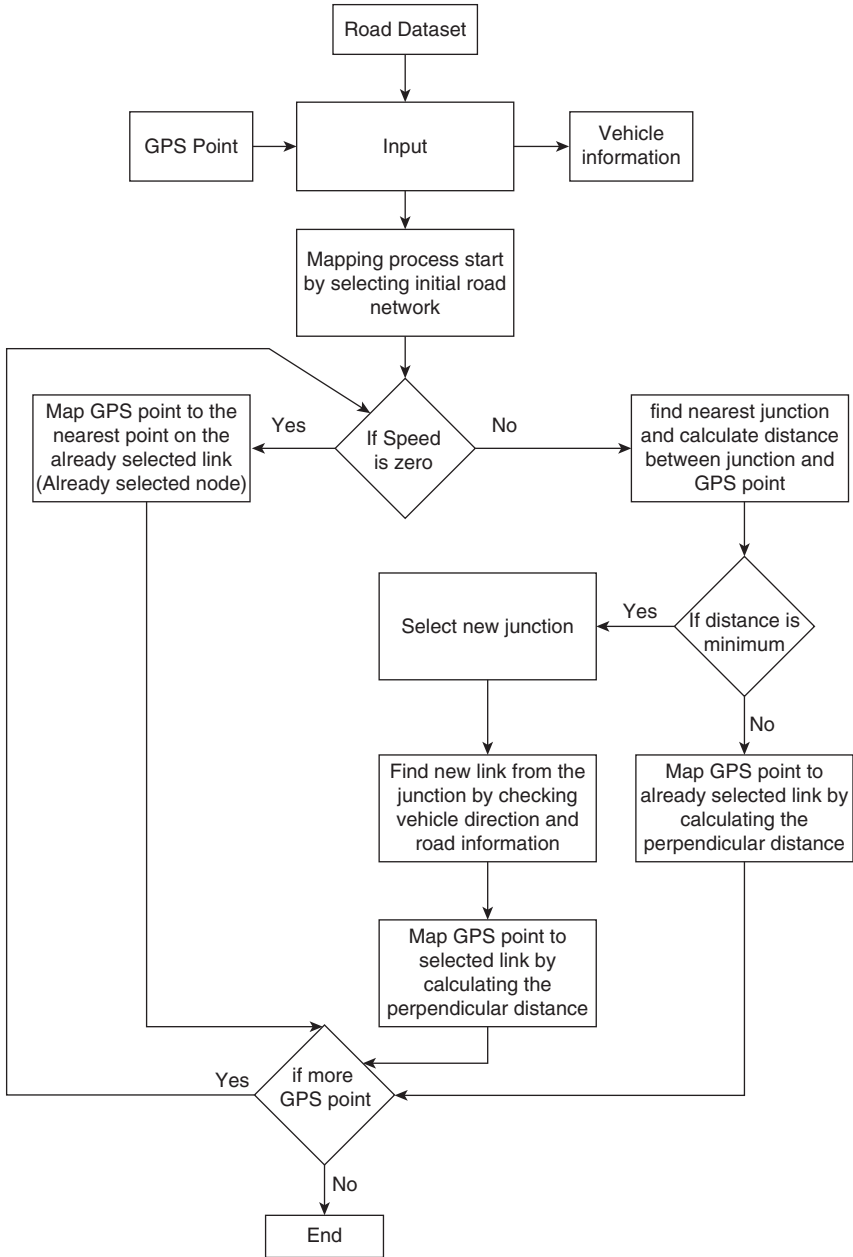 Road Dataset
GPS Point
Input
Vehicle
information
Mapping process start
by selecting initial road
network
Map GPS point to the
nearest point on the
already selected link
(Already selected node)
Yes
If Speed
is zero
No
find nearest junction
and calculate distance
between junction and
GPS point
Select new junction
Yes
If distance is
minimum
No
Find new link from the
junction by checking
vehicle direction and
road information
Map GPS point to
already selected link by
calculating the
perpendicular distance
Map GPS point to
selected link by
calculating the
perpendicular distance
Yes
if more
GPS point
No
End